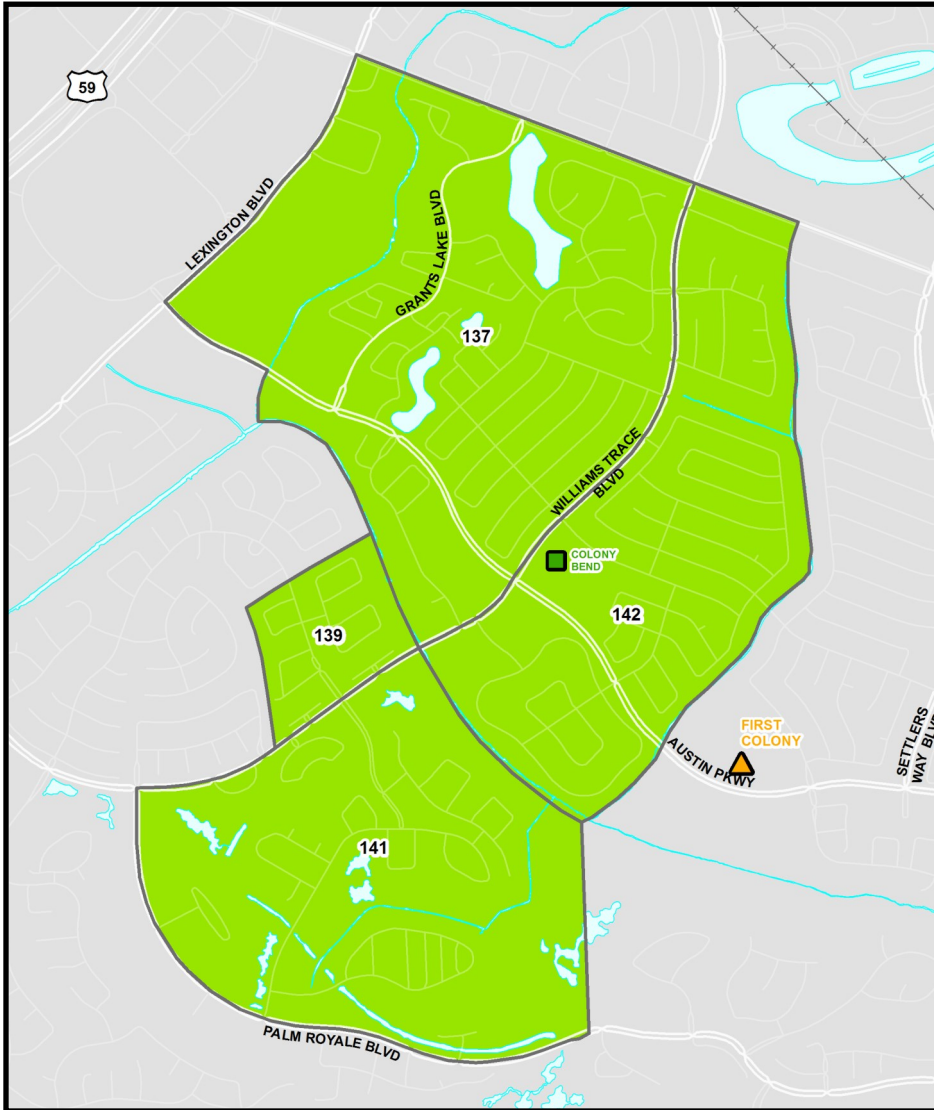 59
LEXINGTON BLVD
GRANTS LAKE BLVD
137
WILLIAMS TRACE
BLVD
COLONY
BEND
142
139
FIRST
COLONY
AUSTIN PKWY
SETTLERS
WAY BLVD
141
PALM ROYALE BLVD